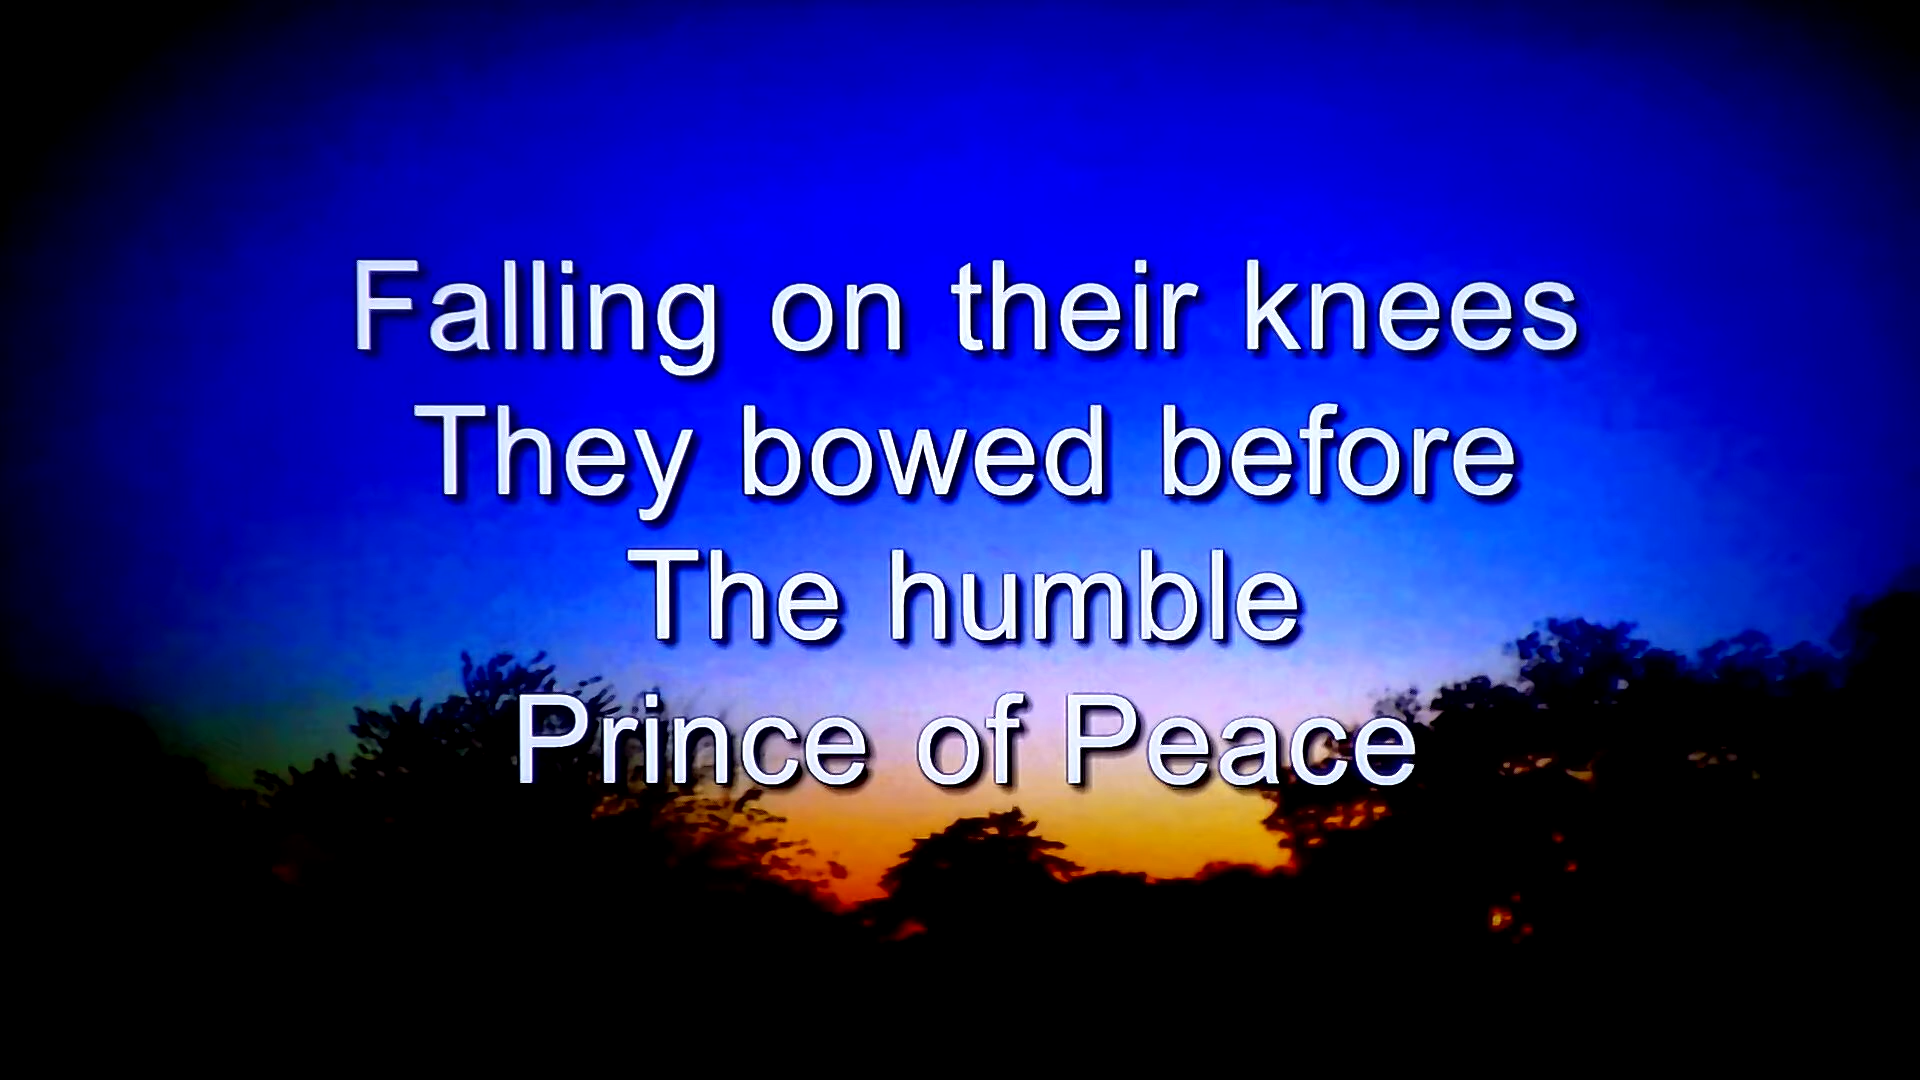 Falling on their knees
They bowed before
The humble
Prince of Peace